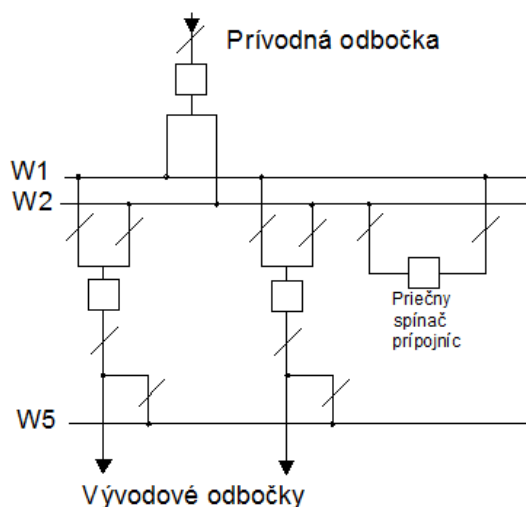 Prívodná odbočka
W1
W2
Priečny
spínač
prípojníc
W5
Vývodové odbočky